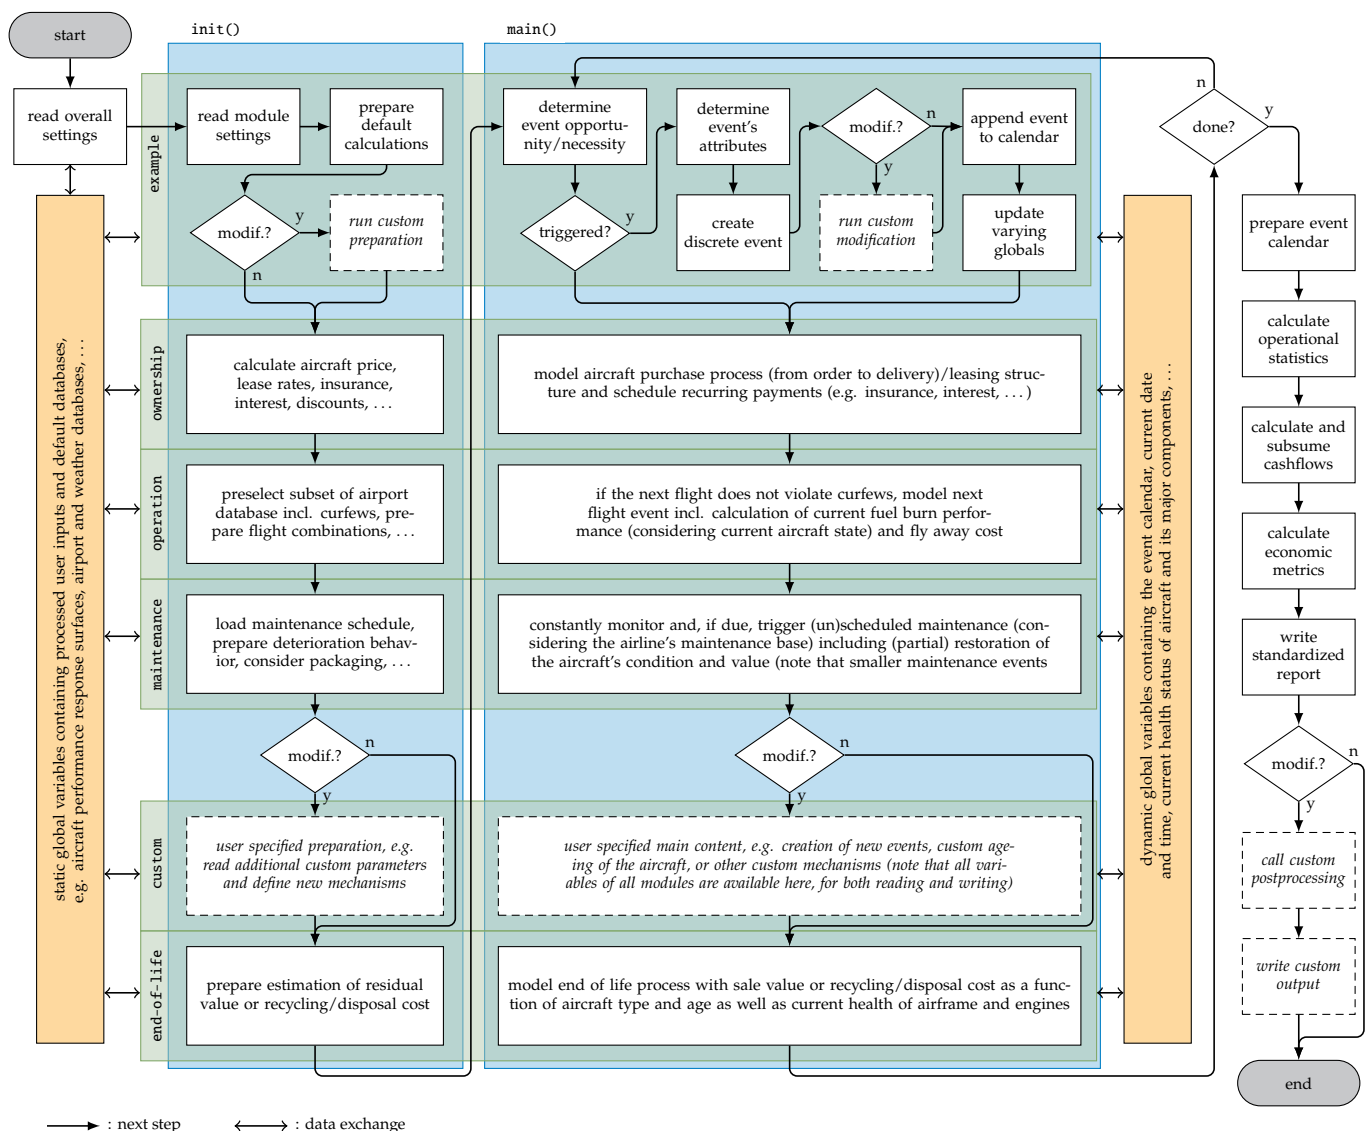 start
init()
main()
read overall
settings
example
read module
settings
prepare
default
calculations
modif.?
y
n
run custom
preparation
determine
event opportu-
nity/necessity
triggered?
y
determine
event's
attributes
create
discrete event
modif.?
n
y
run custom
modification
append event
to calendar
update
varying
globals
n
done?
y
static global variables containing processed user inputs and default databases,
e.g. aircraft performance response surfaces, airport and weather databases, ...
ownership
calculate aircraft price,
lease rates, insurance,
interest, discounts, ...
model aircraft purchase process (from order to delivery)/leasing struc-
ture and schedule recurring payments (e.g. insurance, interest, ...)
operation
preselect subset of airport
database incl. curfews, pre-
pare flight combinations, ...
if the next flight does not violate curfews, model next
flight event incl. calculation of current fuel burn perfor-
mance (considering current aircraft state) and fly away cost
maintenance
load maintenance schedule,
prepare deterioration behav-
ior, consider packaging, ...
constantly monitor and, if due, trigger (un)scheduled maintenance (con-
sidering the airline's maintenance base) including (partial) restoration of
the aircraft's condition and value (note that smaller maintenance events
modif.?
n
y
modif.?
n
y
custom
user specified preparation, e.g.
read additional custom parameters
and define new mechanisms
user specified main content, e.g. creation of new events, custom age-
ing of the aircraft, or other custom mechanisms (note that all vari-
ables of all modules are available here, for both reading and writing)
end-of-life
prepare estimation of residual
value or recycling/disposal cost
model end of life process with sale value or recycling/disposal cost as a func-
tion of aircraft type and age as well as current health of airframe and engines
dynamic global variables containing the event calendar, current date
and time, current health status of aircraft and its major components, ...
prepare event
calendar
calculate
operational
statistics
calculate and
subsume
cashflows
calculate
economic
metrics
write
standardized
report
modif.?
n
y
call custom
postprocessing
write custom
output
end
: next step
: data exchange